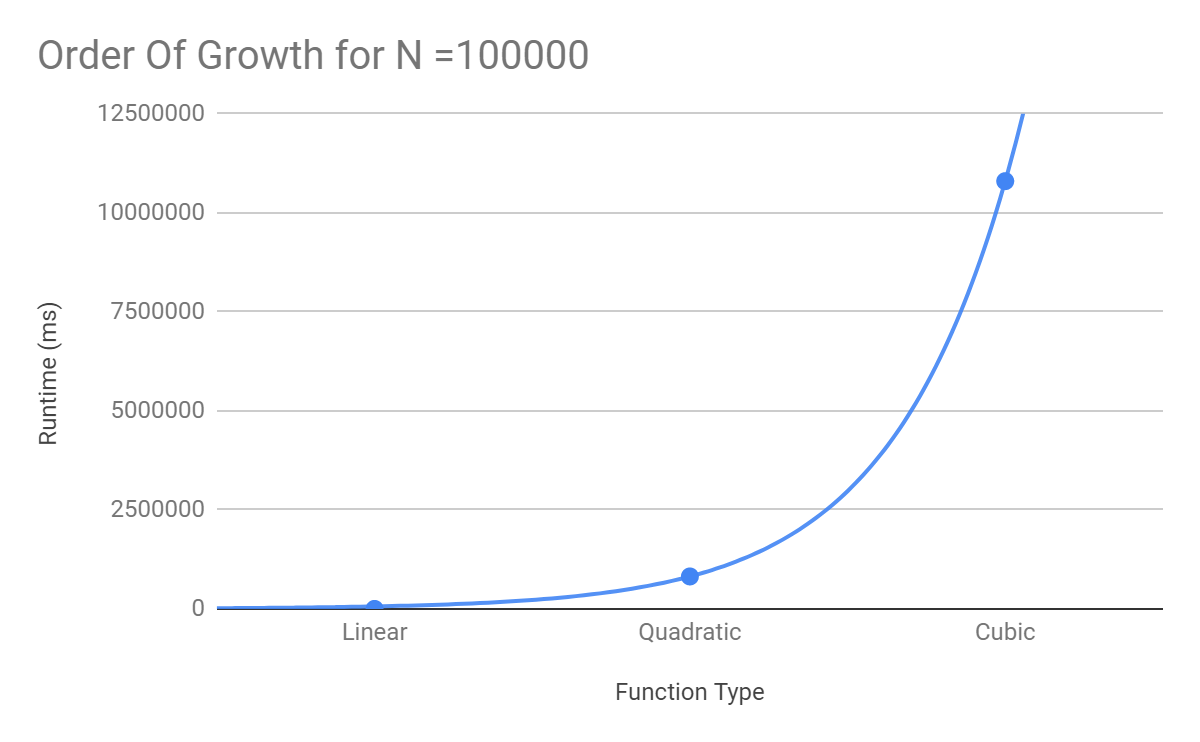 Order Of Growth for N =100000
12500000
10000000
7500000
5000000
2500000
0
Runtime (ms)
Linear Quadratic Cubic
Function Type